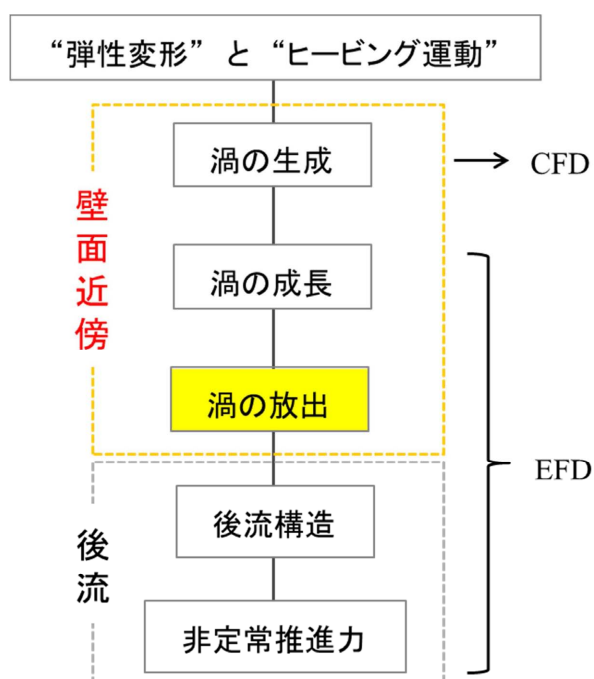 “弾性変形” と “ヒービング運動”
渦の生成
CFD
壁面近傍
渦の成長
渦の放出
EFD
後流構造
後流
非定常推進力